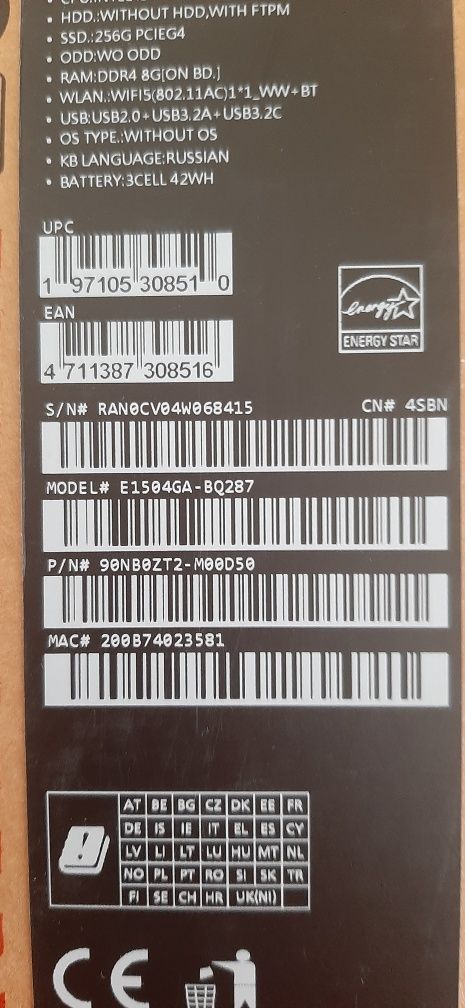 • HDD:WITHOUT HDD,WITH FTPM
• SSD.:256G PCIEG4
• ODD:WO ODD
• RAM:DDR4 8G[ON BD.]
• WLAN.:WIFI5(802.11AC)1*1_WW+BT
• USB:USB2.0+USB3.2A+USB3.2C
• OS TYPE.:WITHOUT OS
• KB LANGUAGE:RUSSIAN
• BATTERY:3CELL 42WH
UPC
1 97105 30851 0
EAN
4 711387 308516
energy
ENERGY STAR
S/N# RAN0CV04W068415 CN# 4SBN
MODEL# E1504GA-BQ287
P/N# 90NB0ZT2-M00D50
MAC# 200B74023581
AT BE BG CZ DK EE FR
DE IS IE IT EL ES CY
LV LI LT LU HU MT NL
NO PL PT RO SI SK TR
FI SE CH HR UK(NI)
CE